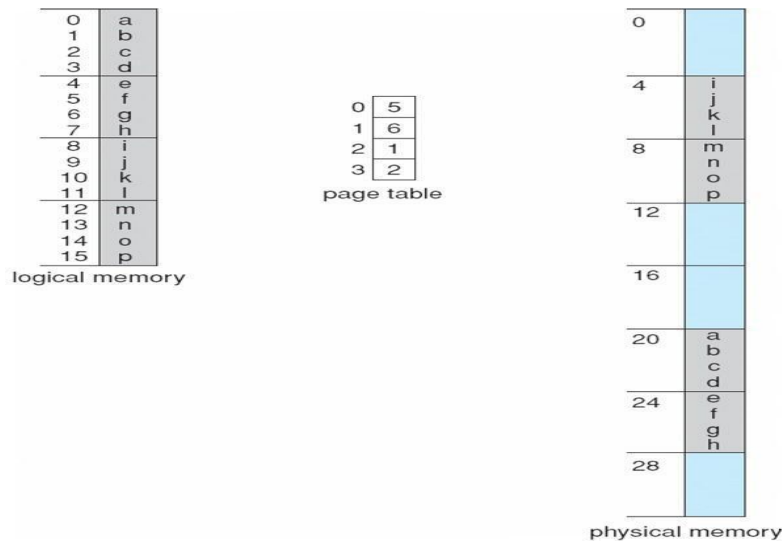 0 a
1 b
2 c
3 d
4 e
5 f
6 g
7 h
8 i
9 j
10 k
11 l
12 m
13 n
14 o
15 p
logical memory
0 5
1 6
2 1
3 2
page table
0
4 i
j
k
l
8 m
n
o
p
12
16
20 a
b
c
d
24 e
f
g
h
28
physical memory